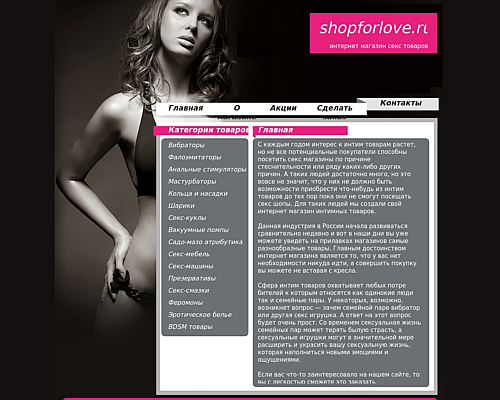 shopforlove.ru
интернет магазин секс товаров
Главная
О
Акции
Сделать
Контакты
Категории товаров
Главная
Вибраторы
Фалоэмитаторы
Анальные стимуляторы
Мастурбаторы
Кольца и насадки
Шарики
Секс-куклы
Вакуумные помпы
Садо-мазо атрибутика
Секс-мебель
Секс-машины
Презервативы
Секс-смазки
Феромоны
Эротическое белье
BDSM товары
С каждым годом интерес к интим товарам растет,
но не все потенциальные покупатели способны
посетить секс магазины по причине
стеснительности или ряду каких-либо других
причин. А таких людей достаточно много, но это
вовсе не значит, что у них не должно быть
возможности приобрести что-нибудь из интим
товаров до тех пор пока они не смогут посещать
секс шопы. Для таких людей мы создали свой
интернет магазин интимных товаров.
Данная индустрия в России начала развиваться
сравнительно недавно и вот в наши дни вы уже
можете увидеть на прилавках магазинов самые
разнообразные товары. Главным достоинством
интернет магазина является то, что у вас нет
необходимости никуда идти, а совершить покупку
вы можете не вставая с кресла.
Сфера интим товаров охватывает любых потре
бителей к которым относятся как одинокие люди
так и семейные пары. У некоторых, возможно,
возникнет вопрос — зачем семейной паре вибратор
или другая секс игрушка. А ответ на этот вопрос
будет очень прост. Со временем сексуальная жизнь
семейных пар может терять былую страсть, а
сексуальные игрушки могут в значительной мере
расширить и украсить вашу сексуальную жизнь,
которая наполниться новыми эмоциями и
ощущениями.
Если вас что-то заинтересовало на нашем сайте, то
вы с легкостью сможете это заказать